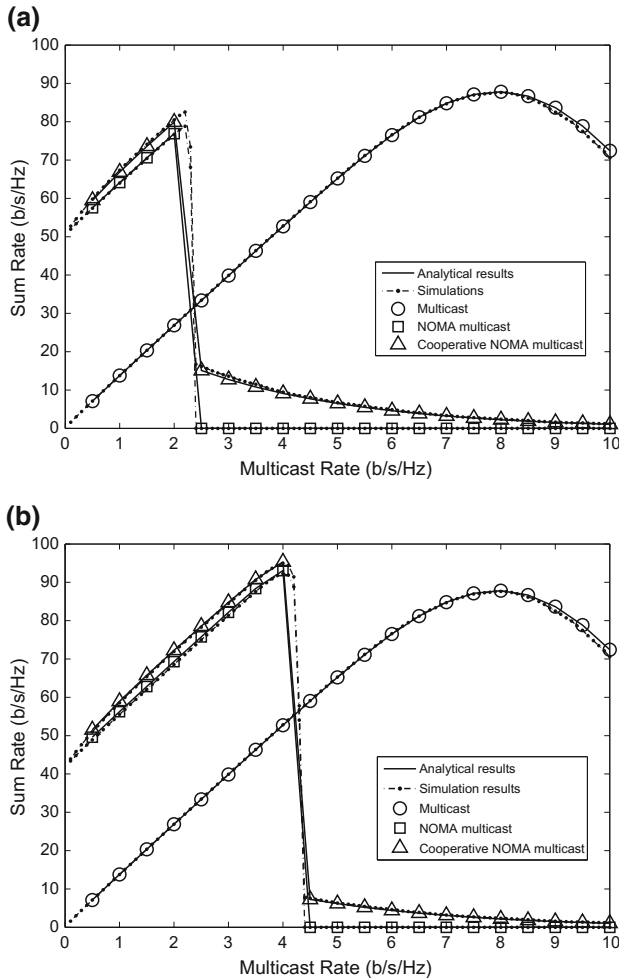 (a)
100
90
80
70
60
50
40
30
20
10
0
Sum Rate (b/s/Hz)
Analytical results
Simulations
Multicast
NOMA multicast
Cooperative NOMA multicast
0 1 2 3 4 5 6 7 8 9 10
Multicast Rate (b/s/Hz)
(b)
100
90
80
70
60
50
40
30
20
10
0
Sum Rate (b/s/Hz)
Analytical results
Simulation results
Multicast
NOMA multicast
Cooperative NOMA multicast
0 1 2 3 4 5 6 7 8 9 10
Multicast Rate (b/s/Hz)